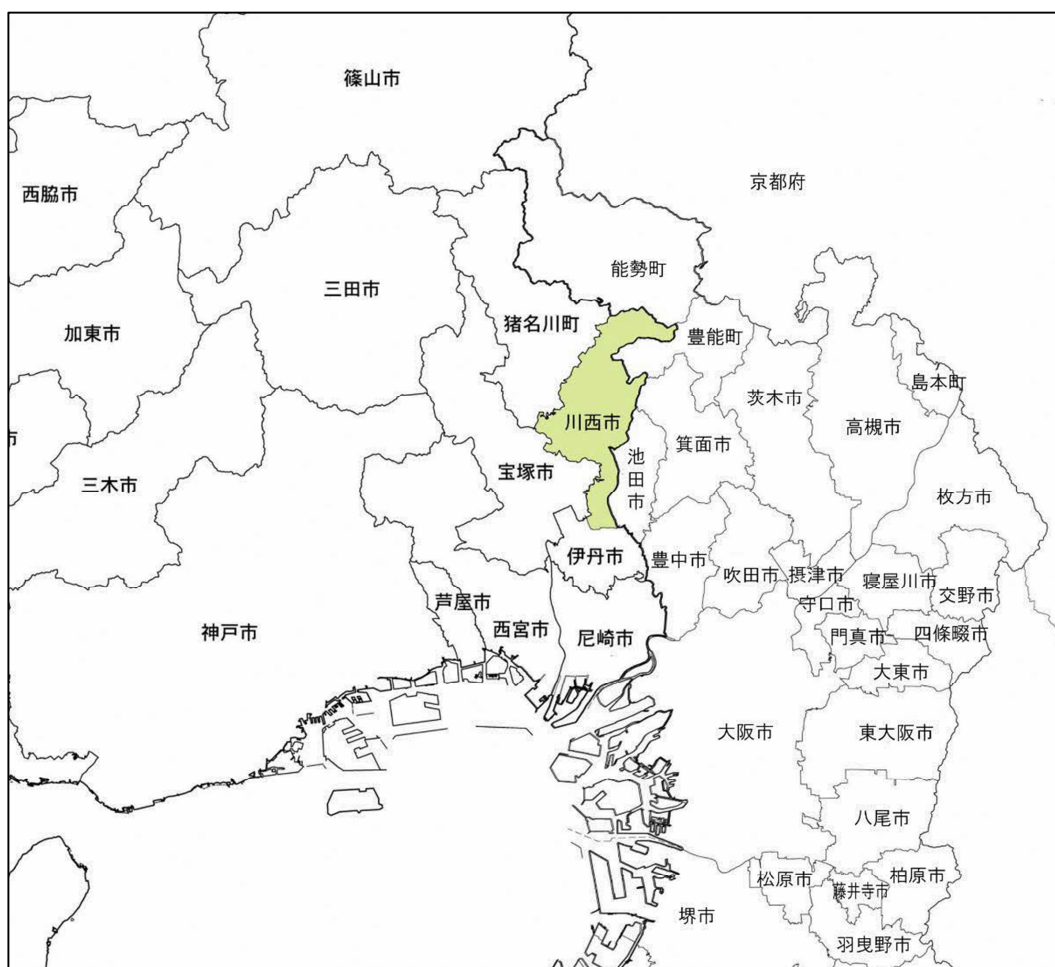 篠山市
京都府
西脇市
能勢町
三田市
猪名川町
加東市
豊能町
島本町
茨木市
川西市
高槻市
箕面市
池田市
宝塚市
三木市
市
枚方市
伊丹市
豊中市
吹田市
摂津市
寝屋川市
交野市
守口市
芦屋市
西宮市
尼崎市
神戸市
門真市
四條畷市
大東市
大阪市
東大阪市
八尾市
松原市
藤井寺市
柏原市
堺市
羽曳野市